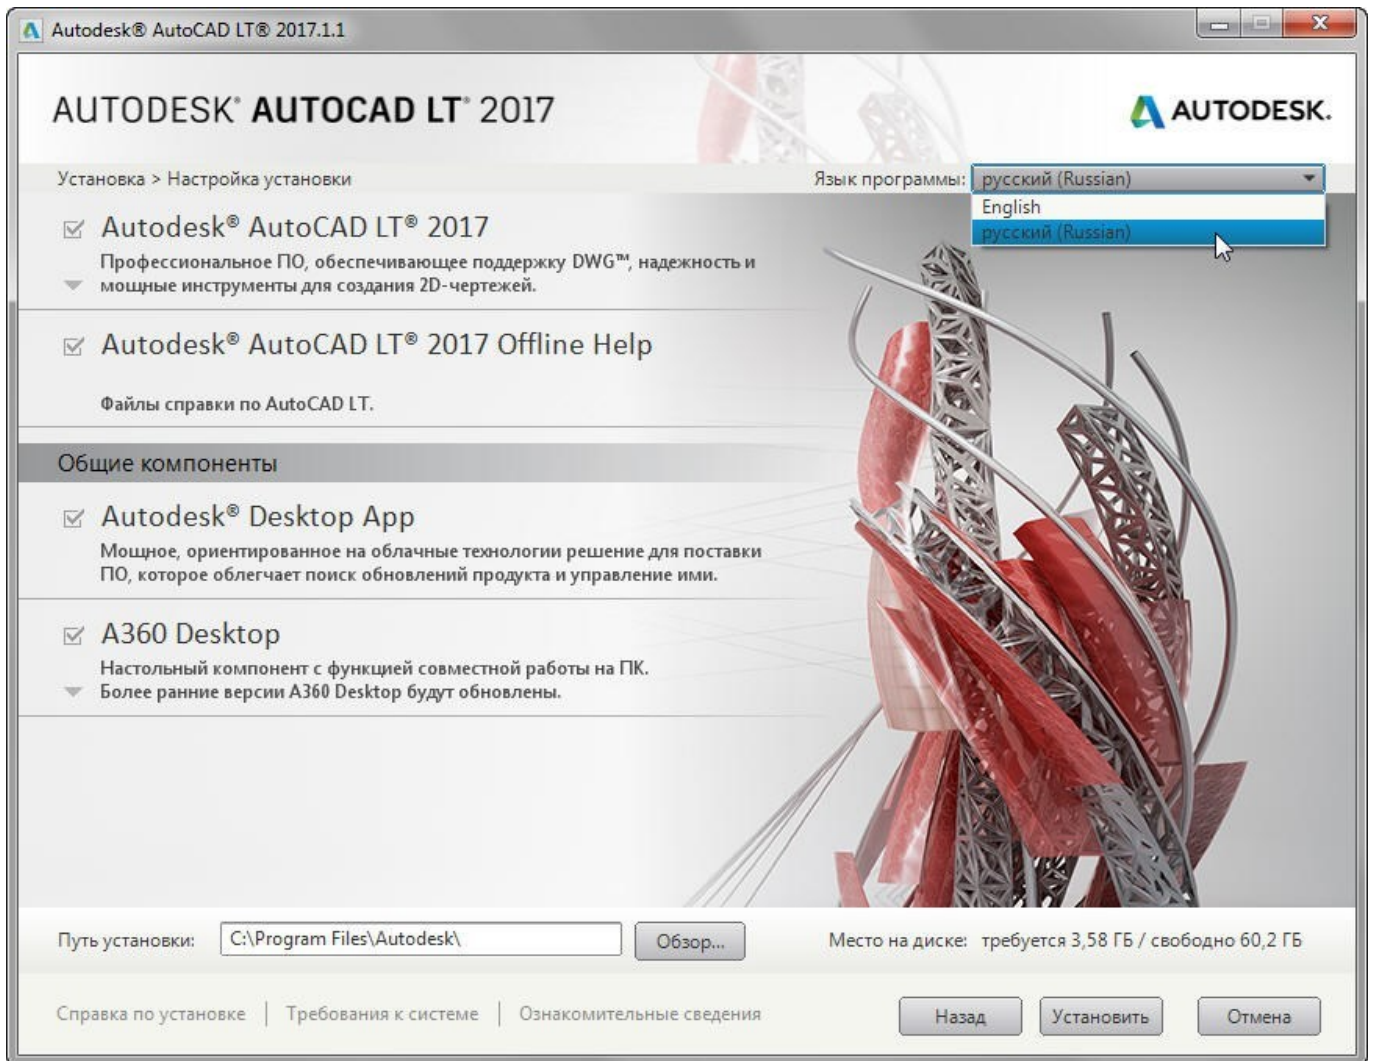 Autodesk® AutoCAD LT® 2017.1.1
AUTODESK® AUTOCAD LT® 2017
AUTODESK.
Установка > Настройка установки
Язык программы: русский (Russian)
English
русский (Russian)
Autodesk® AutoCAD LT® 2017
Профессиональное ПО, обеспечивающее поддержку DWG™, надежность и
мощные инструменты для создания 2D-чертежей.
Autodesk® AutoCAD LT® 2017 Offline Help
Файлы справки по AutoCAD LT.
Общие компоненты
Autodesk® Desktop App
Мощное, ориентированное на облачные технологии решение для поставки
ПО, которое облегчает поиск обновлений продукта и управление ими.
A360 Desktop
Настольный компонент с функцией совместной работы на ПК.
Более ранние версии A360 Desktop будут обновлены.
Путь установки: C:\Program Files\Autodesk\ Обзор... Место на диске: требуется 3,58 ГБ / свободно 60,2 ГБ
Справка по установке | Требования к системе | Ознакомительные сведения Назад Установить Отмена